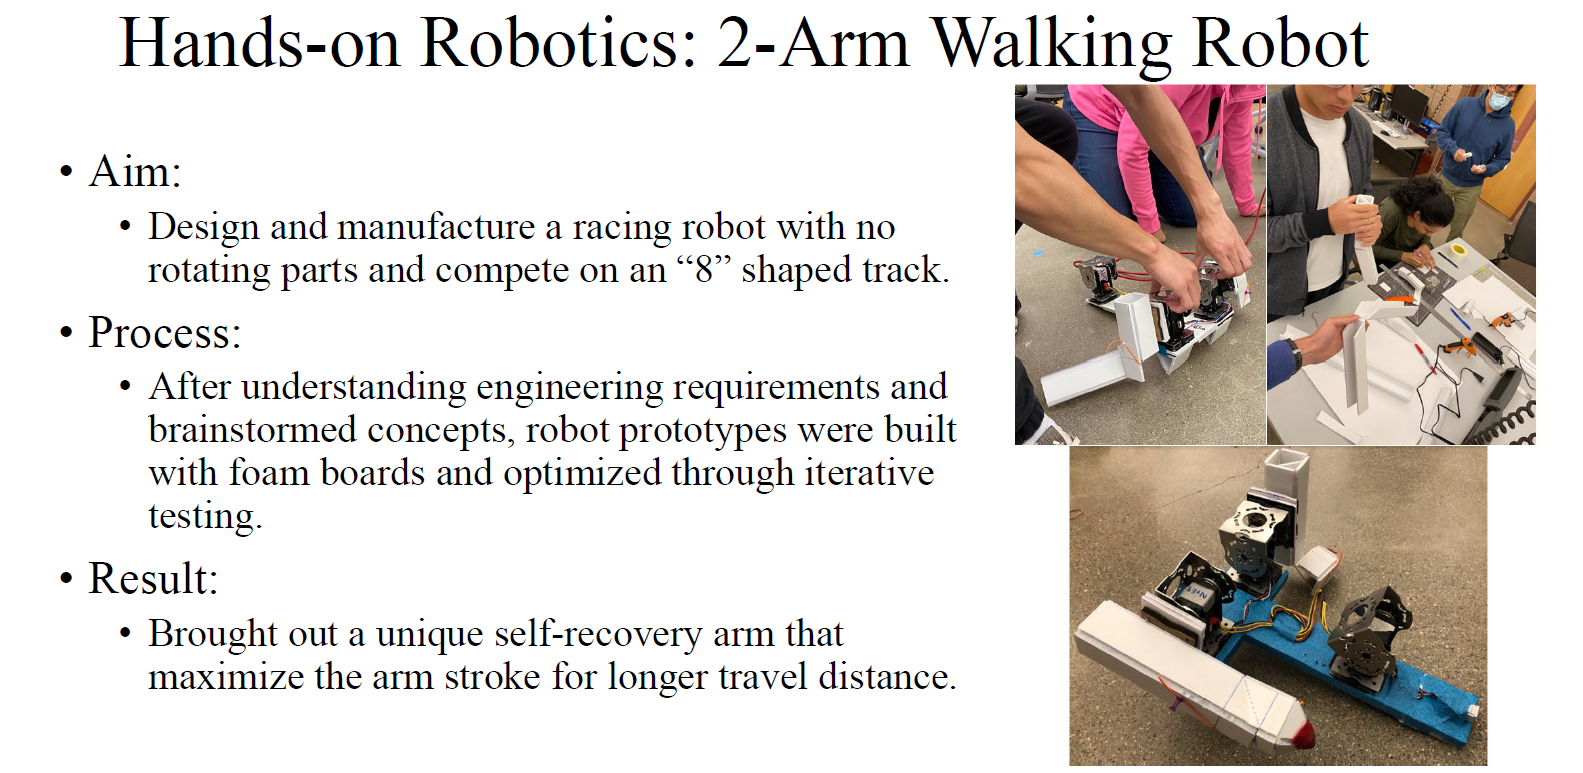 Hands-on Robotics: 2-Arm Walking Robot
• Aim:
• Design and manufacture a racing robot with no
rotating parts and compete on an “8” shaped track.
• Process:
• After understanding engineering requirements and
brainstormed concepts, robot prototypes were built
with foam boards and optimized through iterative
testing.
• Result:
• Brought out a unique self-recovery arm that
maximize the arm stroke for longer travel distance.